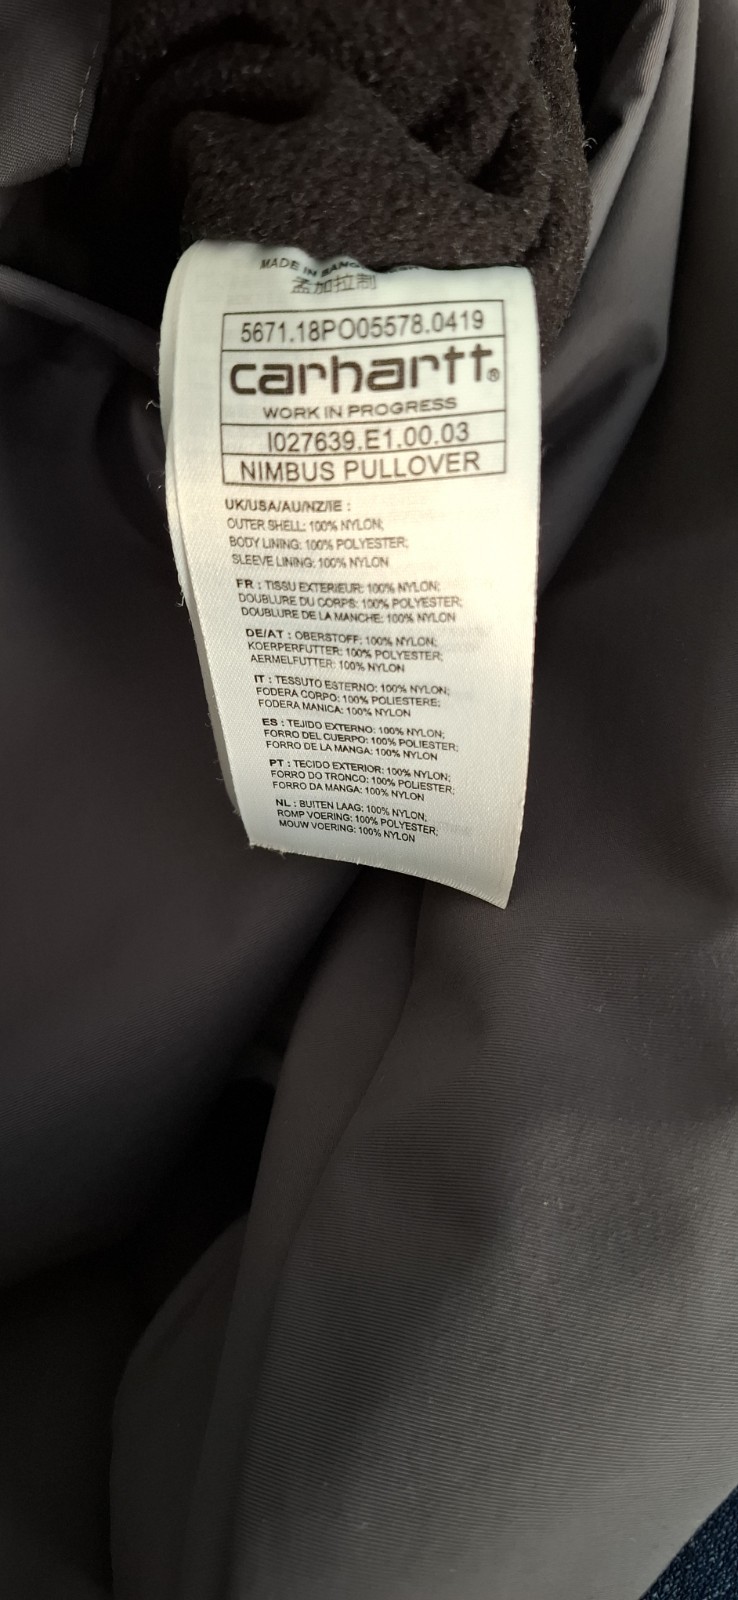 MADE IN
孟加拉制
5671.18PO05578.0419
carhartt®
WORK IN PROGRESS
I027639.E1.00.03
NIMBUS PULLOVER
UK/USA/AU/NZ/IE :
OUTER SHELL: 100% NYLON;
BODY LINING: 100% POLYESTER;
SLEEVE LINING: 100% NYLON
FR : TISSU EXTERIEUR: 100% NYLON;
DOUBLURE DU CORPS: 100% POLYESTER;
DOUBLURE DE LA MANCHE: 100% NYLON
DE/AT : OBERSTOFF: 100% NYLON;
KOERPERFUTTER: 100% POLYESTER;
AERMELFUTTER: 100% NYLON
IT : TESSUTO ESTERNO: 100% NYLON;
FODERA CORPO: 100% POLIESTERE;
FODERA MANICA: 100% NYLON
ES : TEJIDO EXTERNO: 100% NYLON;
FORRO DEL CUERPO: 100% POLIESTER;
FORRO DE LA MANGA: 100% NYLON
PT : TECIDO EXTERIOR: 100% NYLON;
FORRO DO TRONCO: 100% POLIESTER;
FORRO DA MANGA: 100% NYLON
NL : BUITEN LAAG: 100% NYLON;
ROMP VOERING: 100% POLYESTER;
MOUW VOERING: 100% NYLON